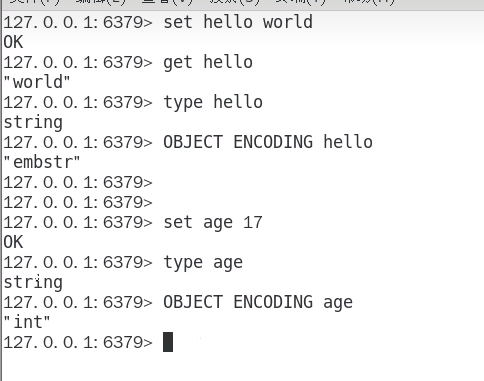 127.0.0.1:6379> set hello world
OK
127.0.0.1:6379> get hello
"world"
127.0.0.1:6379> type hello
string
127.0.0.1:6379> OBJECT ENCODING hello
"embstr"
127.0.0.1:6379>
127.0.0.1:6379>
127.0.0.1:6379> set age 17
OK
127.0.0.1:6379> type age
string
127.0.0.1:6379> OBJECT ENCODING age
"int"
127.0.0.1:6379>